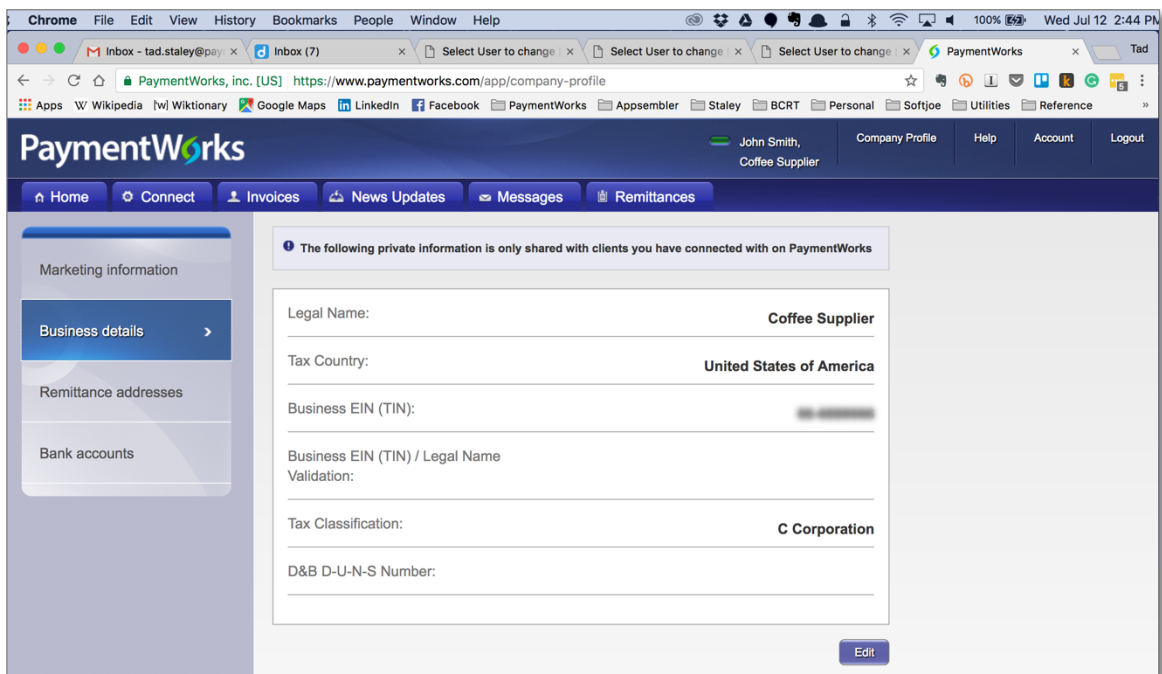 Chrome File Edit View History Bookmarks People Window Help 100% Wed Jul 12 2:44 PM
Inbox - tad.staley@payn Inbox (7) Select User to change Select User to change Select User to change PaymentWorks Tad
PaymentWorks, inc. [US] https://www.paymentworks.com/app/company-profile
Apps Wikipedia Wiktionary Google Maps LinkedIn Facebook PaymentWorks Appsembler Staley BCRT Personal Softjoe Utilities Reference »
PaymentWorks
John Smith,
Coffee Supplier
Company Profile Help Account Logout
Home Connect Invoices News Updates Messages Remittances
Marketing information
Business details
Remittance addresses
Bank accounts
The following private information is only shared with clients you have connected with on PaymentWorks
Legal Name: Coffee Supplier
Tax Country: United States of America
Business EIN (TIN):
Business EIN (TIN) / Legal Name
Validation:
Tax Classification: C Corporation
D&B D-U-N-S Number:
Edit